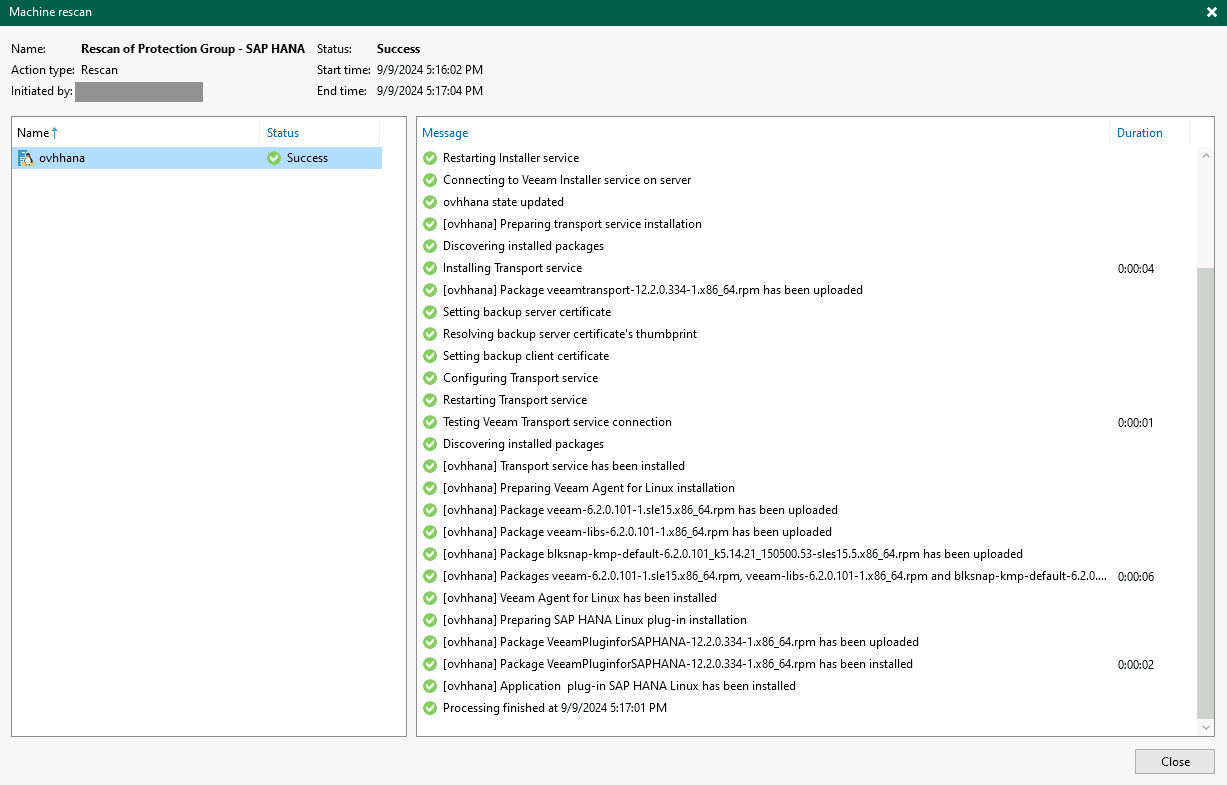 Machine rescan
Name: Rescan of Protection Group - SAP HANA Status: Success
Action type: Rescan Start time: 9/9/2024 5:16:02 PM
Initiated by: End time: 9/9/2024 5:17:04 PM
Name↑ Status
ovhhana Success
Message Duration
Restarting Installer service
Connecting to Veeam Installer service on server
ovhhana state updated
[ovhhana] Preparing transport service installation
Discovering installed packages
Installing Transport service 0:00:04
[ovhhana] Package veeamtransport-12.2.0.334-1.x86_64.rpm has been uploaded
Setting backup server certificate
Resolving backup server certificate's thumbprint
Setting backup client certificate
Configuring Transport service
Restarting Transport service
Testing Veeam Transport service connection 0:00:01
Discovering installed packages
[ovhhana] Transport service has been installed
[ovhhana] Preparing Veeam Agent for Linux installation
[ovhhana] Package veeam-6.2.0.101-1.sle15.x86_64.rpm has been uploaded
[ovhhana] Package veeam-libs-6.2.0.101-1.x86_64.rpm has been uploaded
[ovhhana] Package blksnap-kmp-default-6.2.0.101_k5.14.21_150500.53-sles15.5.x86_64.rpm has been uploaded
[ovhhana] Packages veeam-6.2.0.101-1.sle15.x86_64.rpm, veeam-libs-6.2.0.101-1.x86_64.rpm and blksnap-kmp-default-6.2.0.... 0:00:06
[ovhhana] Veeam Agent for Linux has been installed
[ovhhana] Preparing SAP HANA Linux plug-in installation
[ovhhana] Package VeeamPluginforSAPHANA-12.2.0.334-1.x86_64.rpm has been uploaded
[ovhhana] Package VeeamPluginforSAPHANA-12.2.0.334-1.x86_64.rpm has been installed 0:00:02
[ovhhana] Application  plug-in SAP HANA Linux has been installed
Processing finished at 9/9/2024 5:17:01 PM
Close